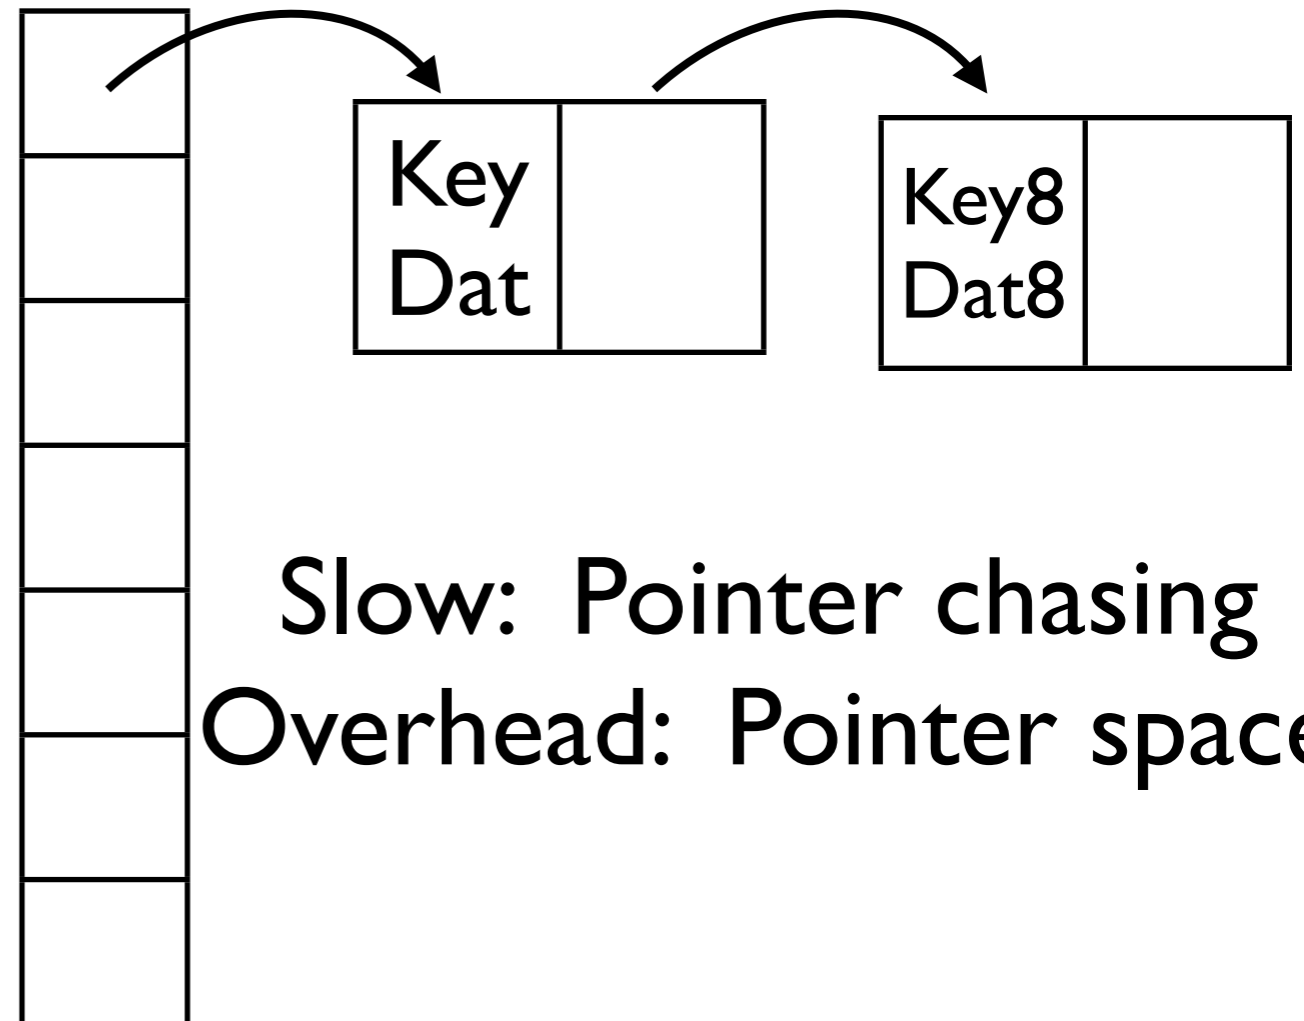 Key
Dat
Key8
Dat8
Slow: Pointer chasing
Overhead: Pointer space